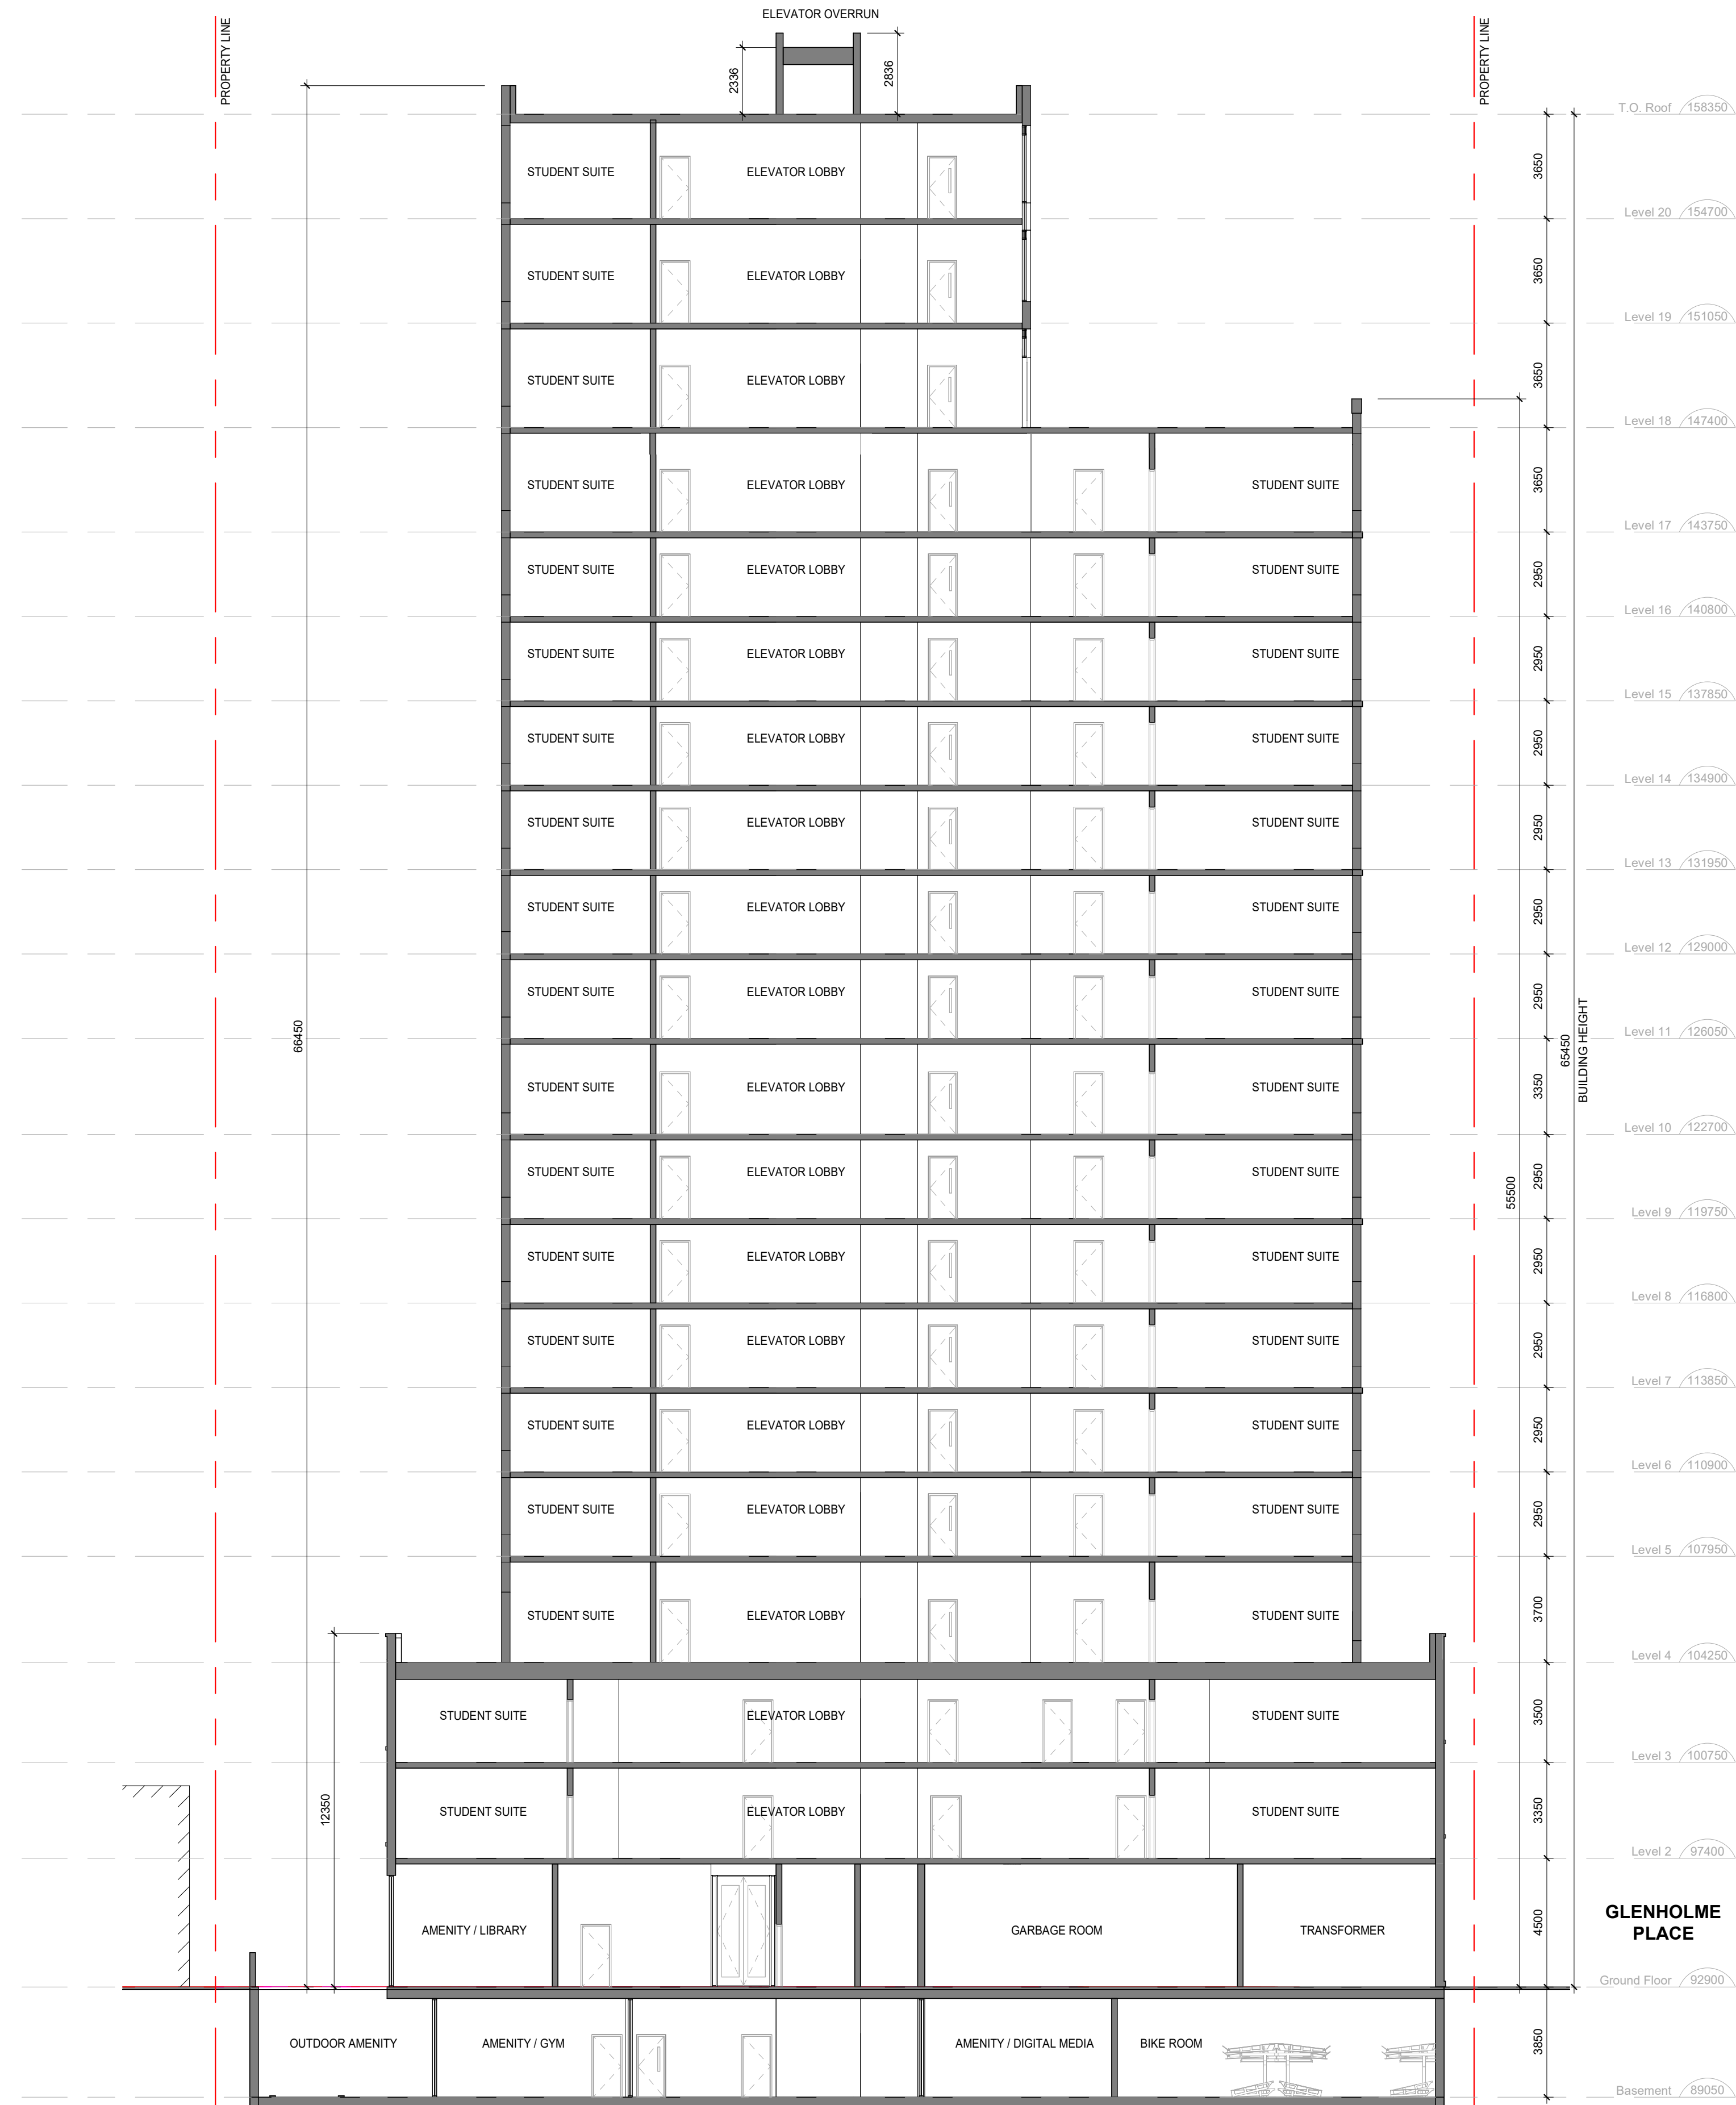 ELEVATOR OVERRUN
PROPERTY LINE
PROPERTY LINE
2336
2836
T.O. Roof 158350
STUDENT SUITE ELEVATOR LOBBY 3650
Level 20 154700
STUDENT SUITE ELEVATOR LOBBY 3650
Level 19 151050
STUDENT SUITE ELEVATOR LOBBY 3650
Level 18 147400
STUDENT SUITE ELEVATOR LOBBY STUDENT SUITE 3650
Level 17 143750
STUDENT SUITE ELEVATOR LOBBY STUDENT SUITE 2950
Level 16 140800
STUDENT SUITE ELEVATOR LOBBY STUDENT SUITE 2950
Level 15 137850
STUDENT SUITE ELEVATOR LOBBY STUDENT SUITE 2950
Level 14 134900
STUDENT SUITE ELEVATOR LOBBY STUDENT SUITE 2950
Level 13 131950
STUDENT SUITE ELEVATOR LOBBY STUDENT SUITE 2950
Level 12 129000
STUDENT SUITE ELEVATOR LOBBY STUDENT SUITE 2950
Level 11 126050
66450
65450
BUILDING HEIGHT
STUDENT SUITE ELEVATOR LOBBY STUDENT SUITE 3350
Level 10 122700
STUDENT SUITE ELEVATOR LOBBY STUDENT SUITE 2950
55500
Level 9 119750
STUDENT SUITE ELEVATOR LOBBY STUDENT SUITE 2950
Level 8 116800
STUDENT SUITE ELEVATOR LOBBY STUDENT SUITE 2950
Level 7 113850
STUDENT SUITE ELEVATOR LOBBY STUDENT SUITE 2950
Level 6 110900
STUDENT SUITE ELEVATOR LOBBY STUDENT SUITE 2950
Level 5 107950
STUDENT SUITE ELEVATOR LOBBY STUDENT SUITE 3700
Level 4 104250
STUDENT SUITE ELEVATOR LOBBY STUDENT SUITE 3500
Level 3 100750
12350
STUDENT SUITE ELEVATOR LOBBY STUDENT SUITE 3350
Level 2 97400
GLENHOLME
PLACE
AMENITY / LIBRARY GARBAGE ROOM TRANSFORMER 4500
Ground Floor 92900
OUTDOOR AMENITY AMENITY / GYM AMENITY / DIGITAL MEDIA BIKE ROOM 3850
Basement 89050